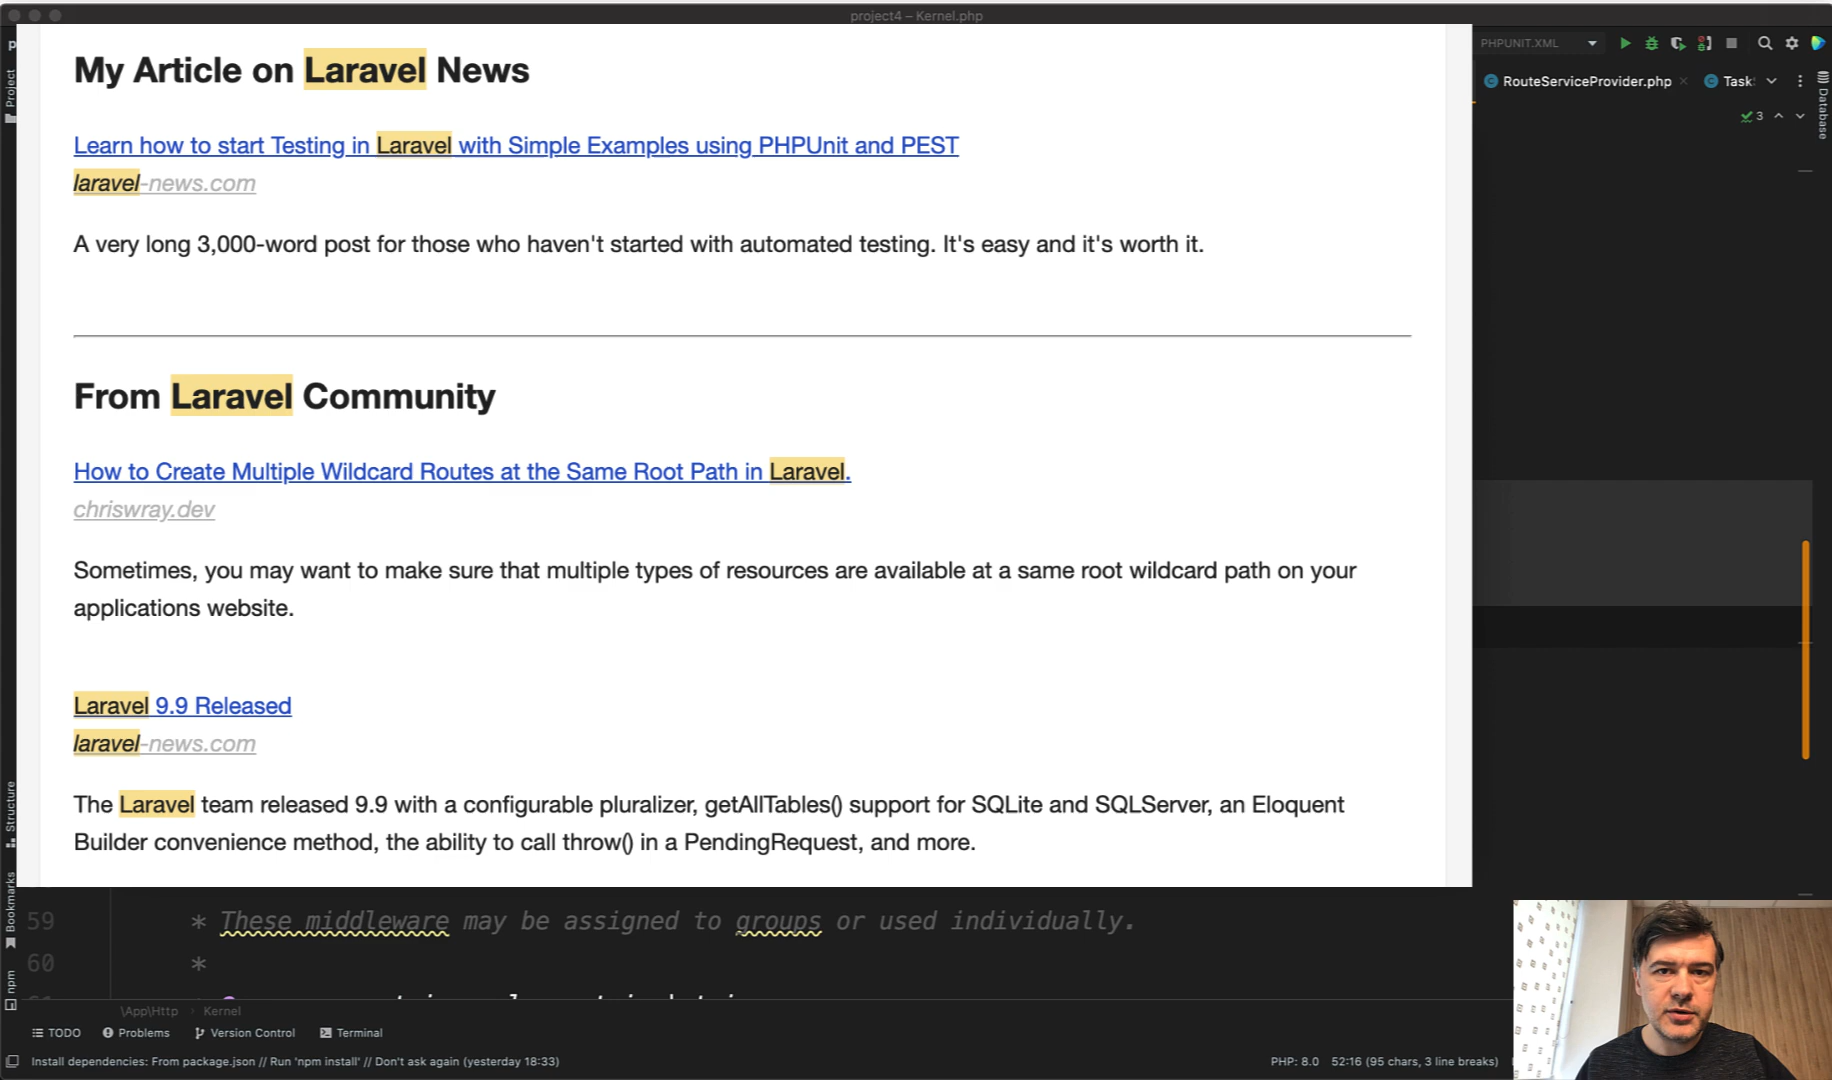 project4 – Kernel.php
p
PHPUNIT.XML
Project
RouteServiceProvider.php
Task
3
Database
My Article on Laravel News
Learn how to start Testing in Laravel with Simple Examples using PHPUnit and PEST
laravel-news.com
A very long 3,000-word post for those who haven't started with automated testing. It's easy and it's worth it.
From Laravel Community
How to Create Multiple Wildcard Routes at the Same Root Path in Laravel.
chriswray.dev
Sometimes, you may want to make sure that multiple types of resources are available at a same root wildcard path on your
applications website.
Laravel 9.9 Released
laravel-news.com
The Laravel team released 9.9 with a configurable pluralizer, getAllTables() support for SQLite and SQLServer, an Eloquent
Builder convenience method, the ability to call throw() in a PendingRequest, and more.
Structure
Bookmarks
npm
59 * These middleware may be assigned to groups or used individually.
60 *
\App\Http › Kernel
TODO Problems Version Control Terminal
Install dependencies: From package.json // Run 'npm install' // Don't ask again (yesterday 18:33)
PHP: 8.0 52:16 (95 chars, 3 line breaks)